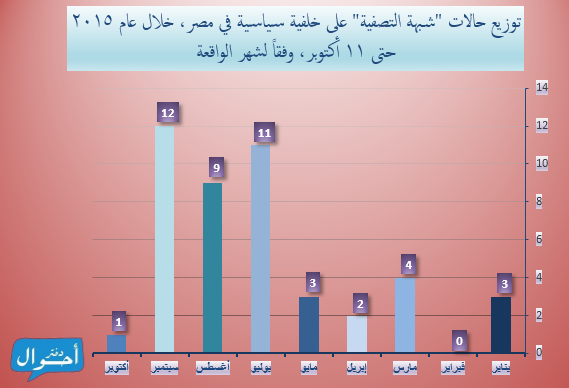 توزيع حالات "شبهة التصفية" على خلفية سياسية في مصر، خلال عام ٢٠١٥
حتى ١١ أكتوبر، وفقاً لشهر الواقعة
14
12
10
8
6
4
2
0
3
0
4
2
3
11
9
12
1
يناير
فبراير
مارس
إبريل
مايو
يوليو
أغسطس
سبتمبر
أكتوبر
دفتر
أحوال